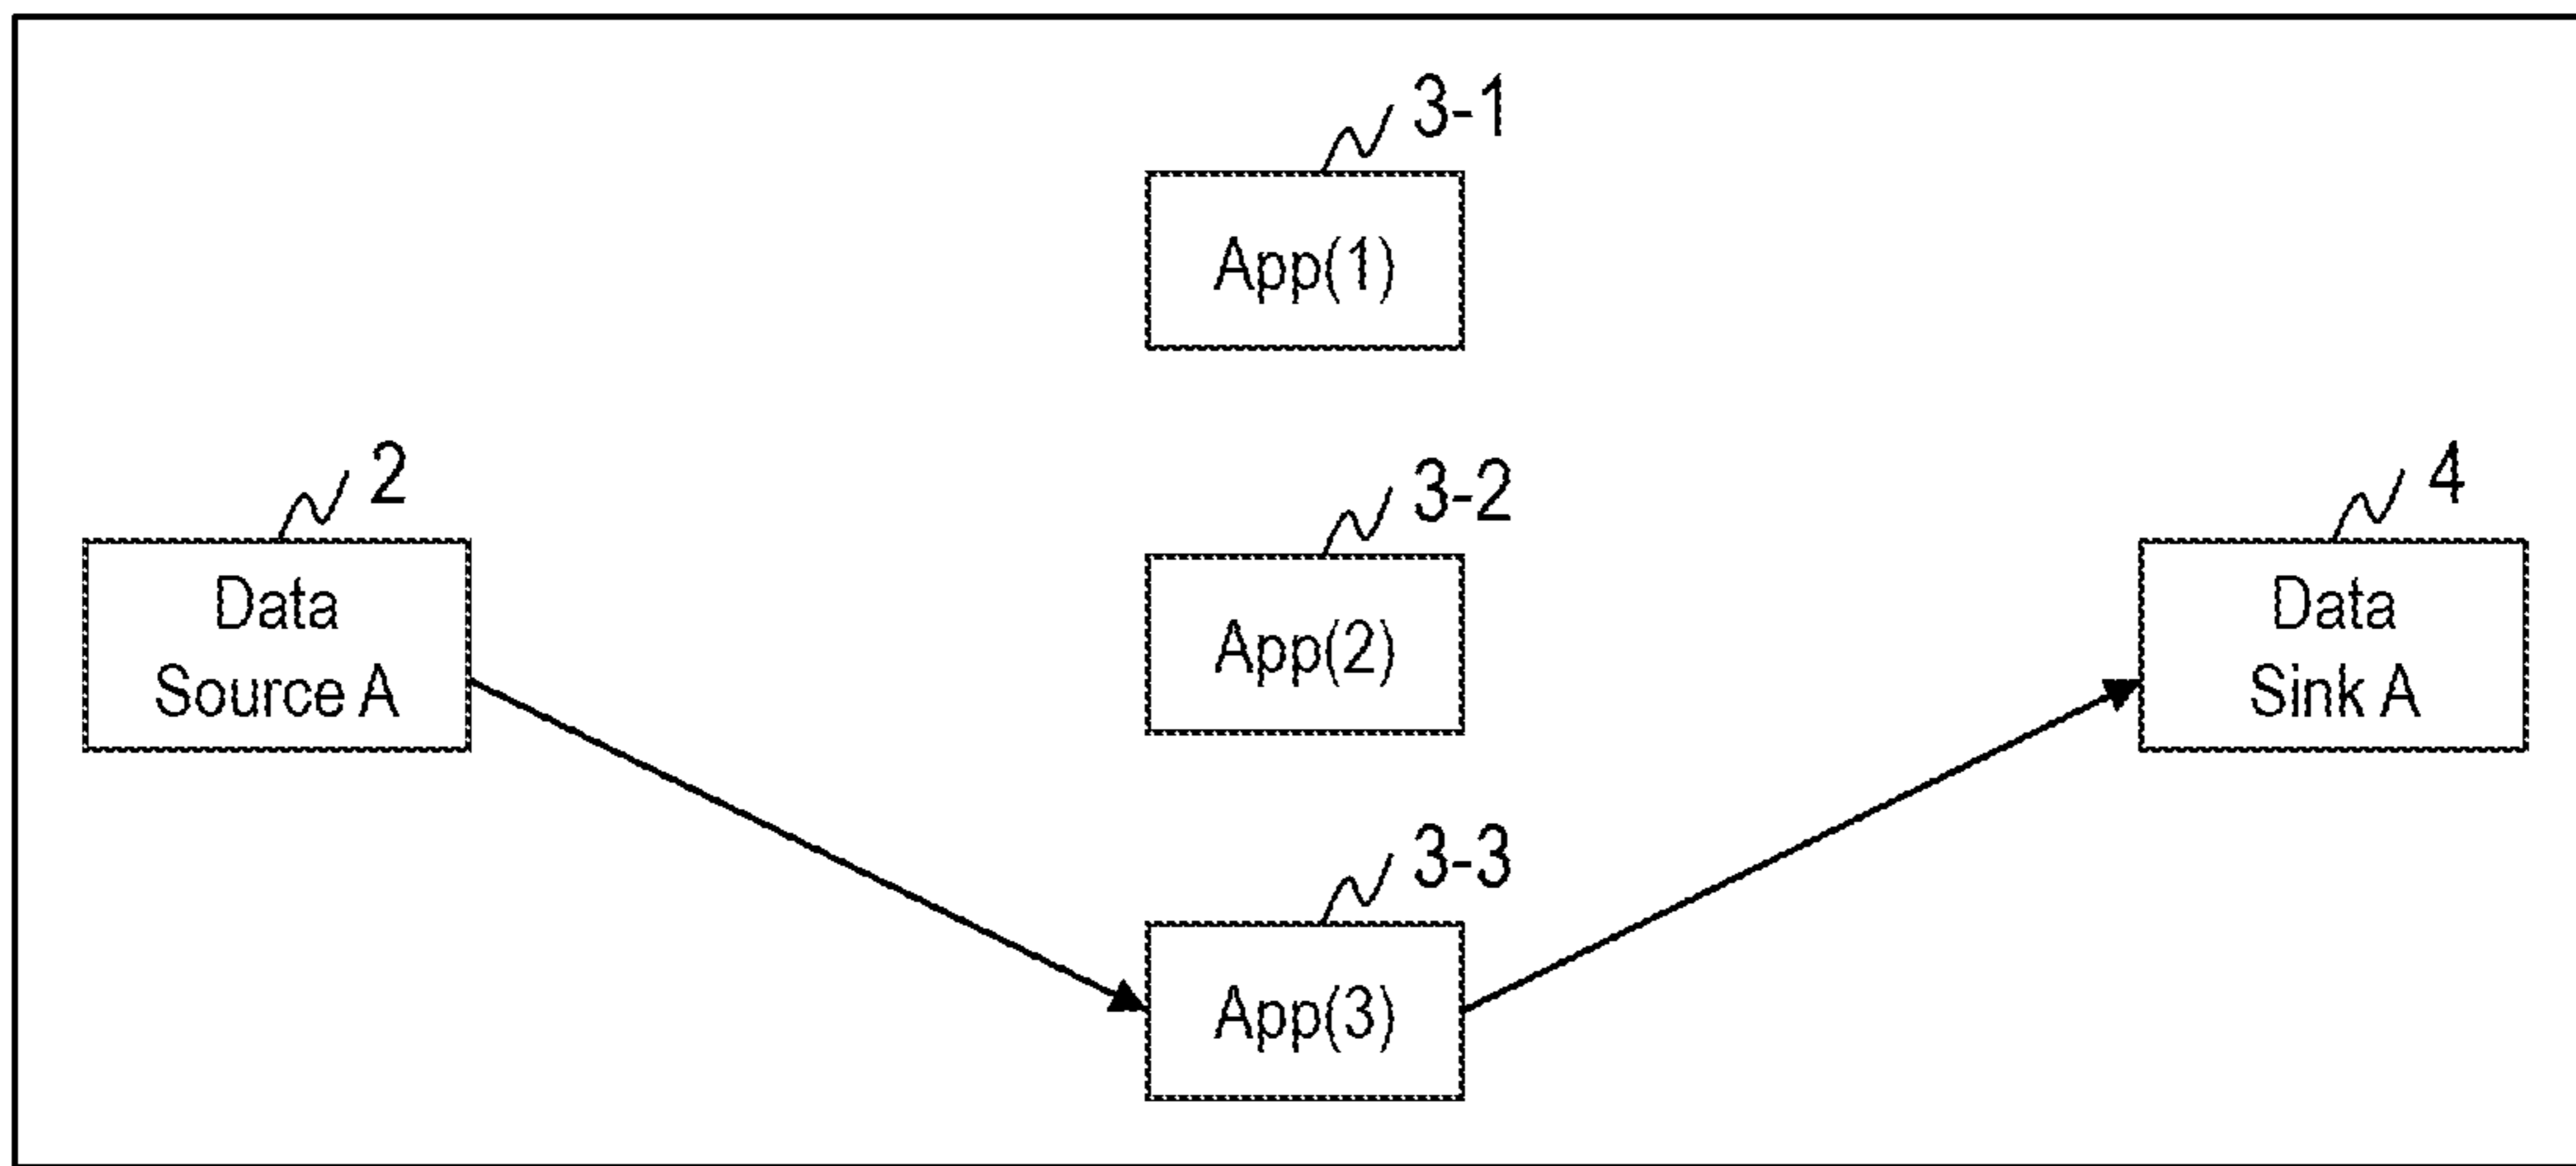 3-1
App(1)
2
Data
Source A
3-2
App(2)
4
Data
Sink A
3-3
App(3)